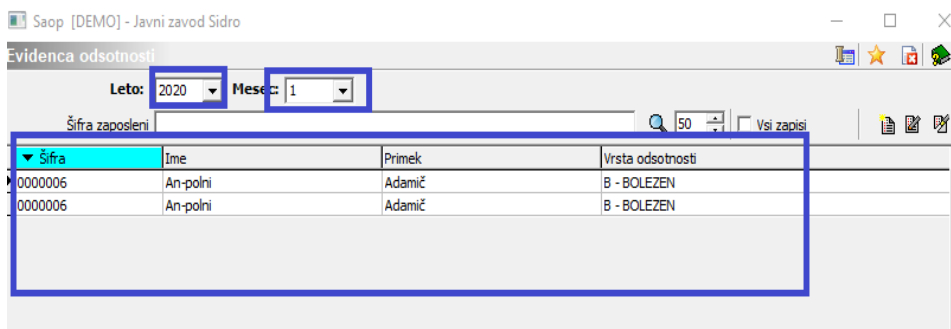 Saop [DEMO] - Javni zavod Sidro
Evidenca odsotnosti
Leto: 2020 Mesec: 1
Šifra zaposleni 50 Vsi zapisi
Šifra Ime Primek Vrsta odsotnosti
0000006 An-polni Adamič B - BOLEZEN
0000006 An-polni Adamič B - BOLEZEN